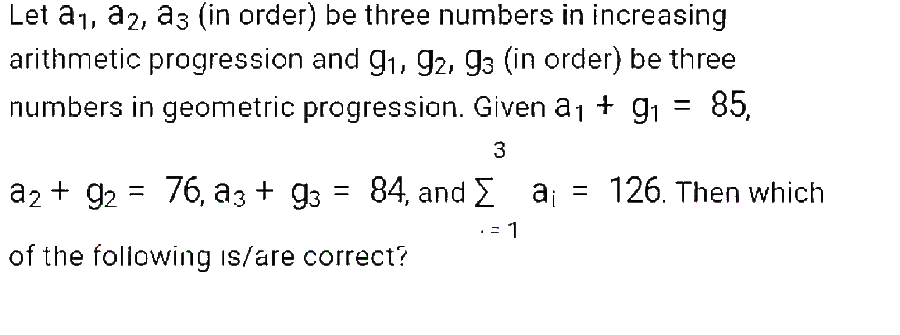 Let a₁, a₂, a₃ (in order) be three numbers in increasing
arithmetic progression and g₁, g₂, g₃ (in order) be three
numbers in geometric progression. Given a₁ + g₁ = 85,
3
a₂ + g₂ = 76, a₃ + g₃ = 84, and ∑ aᵢ = 126. Then which
= 1
of the following is/are correct?